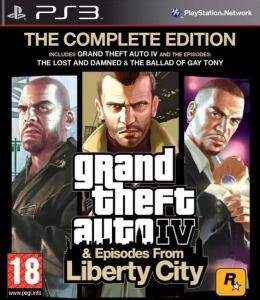 PS3
PlayStation®Network
THE COMPLETE EDITION
INCLUDES GRAND THEFT AUTO IV AND THE EPISODES:
THE LOST AND DAMNED & THE BALLAD OF GAY TONY
grand
theft
auto IV
& Episodes From
Liberty City
18
www.pegi.info
R